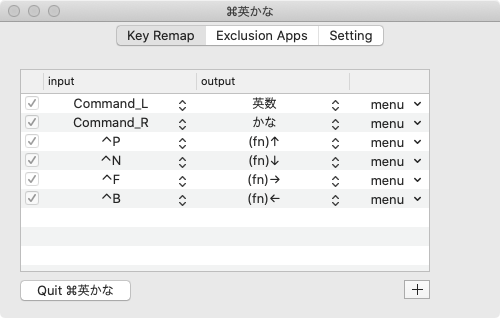 ⌘英かな
Key Remap Exclusion Apps Setting
input output
Command_L 英数 menu
Command_R かな menu
^P (fn)↑ menu
^N (fn)↓ menu
^F (fn)→ menu
^B (fn)← menu
Quit ⌘英かな +